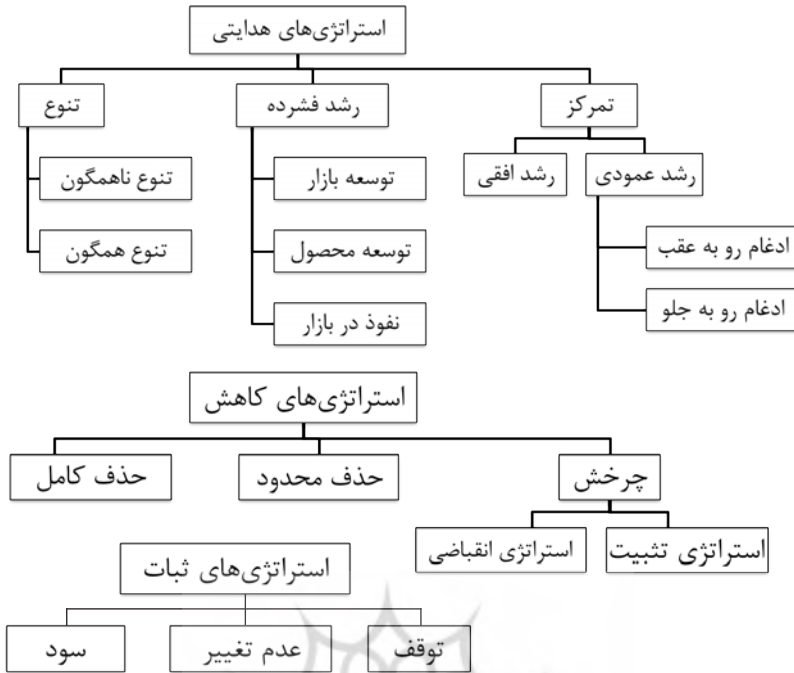 استراتژی‌های هدایتی
تمرکز
رشد فشرده
تنوع
رشد عمودی
رشد افقی
توسعه بازار
تنوع ناهمگون
ادغام رو به عقب
توسعه محصول
تنوع همگون
ادغام رو به جلو
نفوذ در بازار
استراتژی‌های کاهش
چرخش
حذف محدود
حذف کامل
استراتژی تثبیت
استراتژی انقباضی
استراتژی‌های ثبات
توقف
عدم تغییر
سود